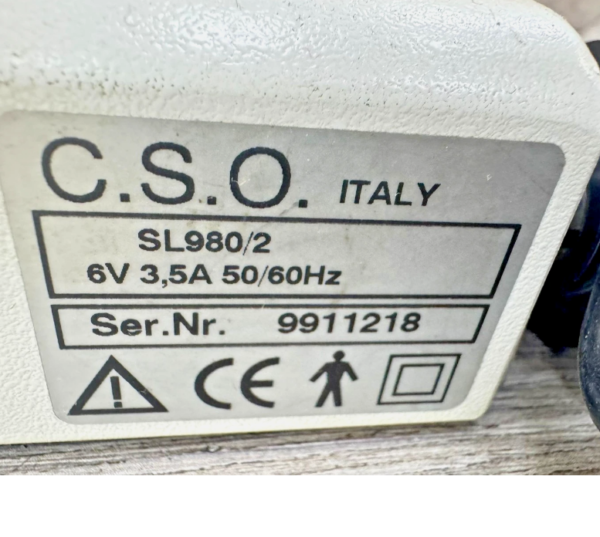 C.S.O. ITALY
SL980/2
6V 3,5A 50/60Hz
Ser.Nr. 9911218
CE